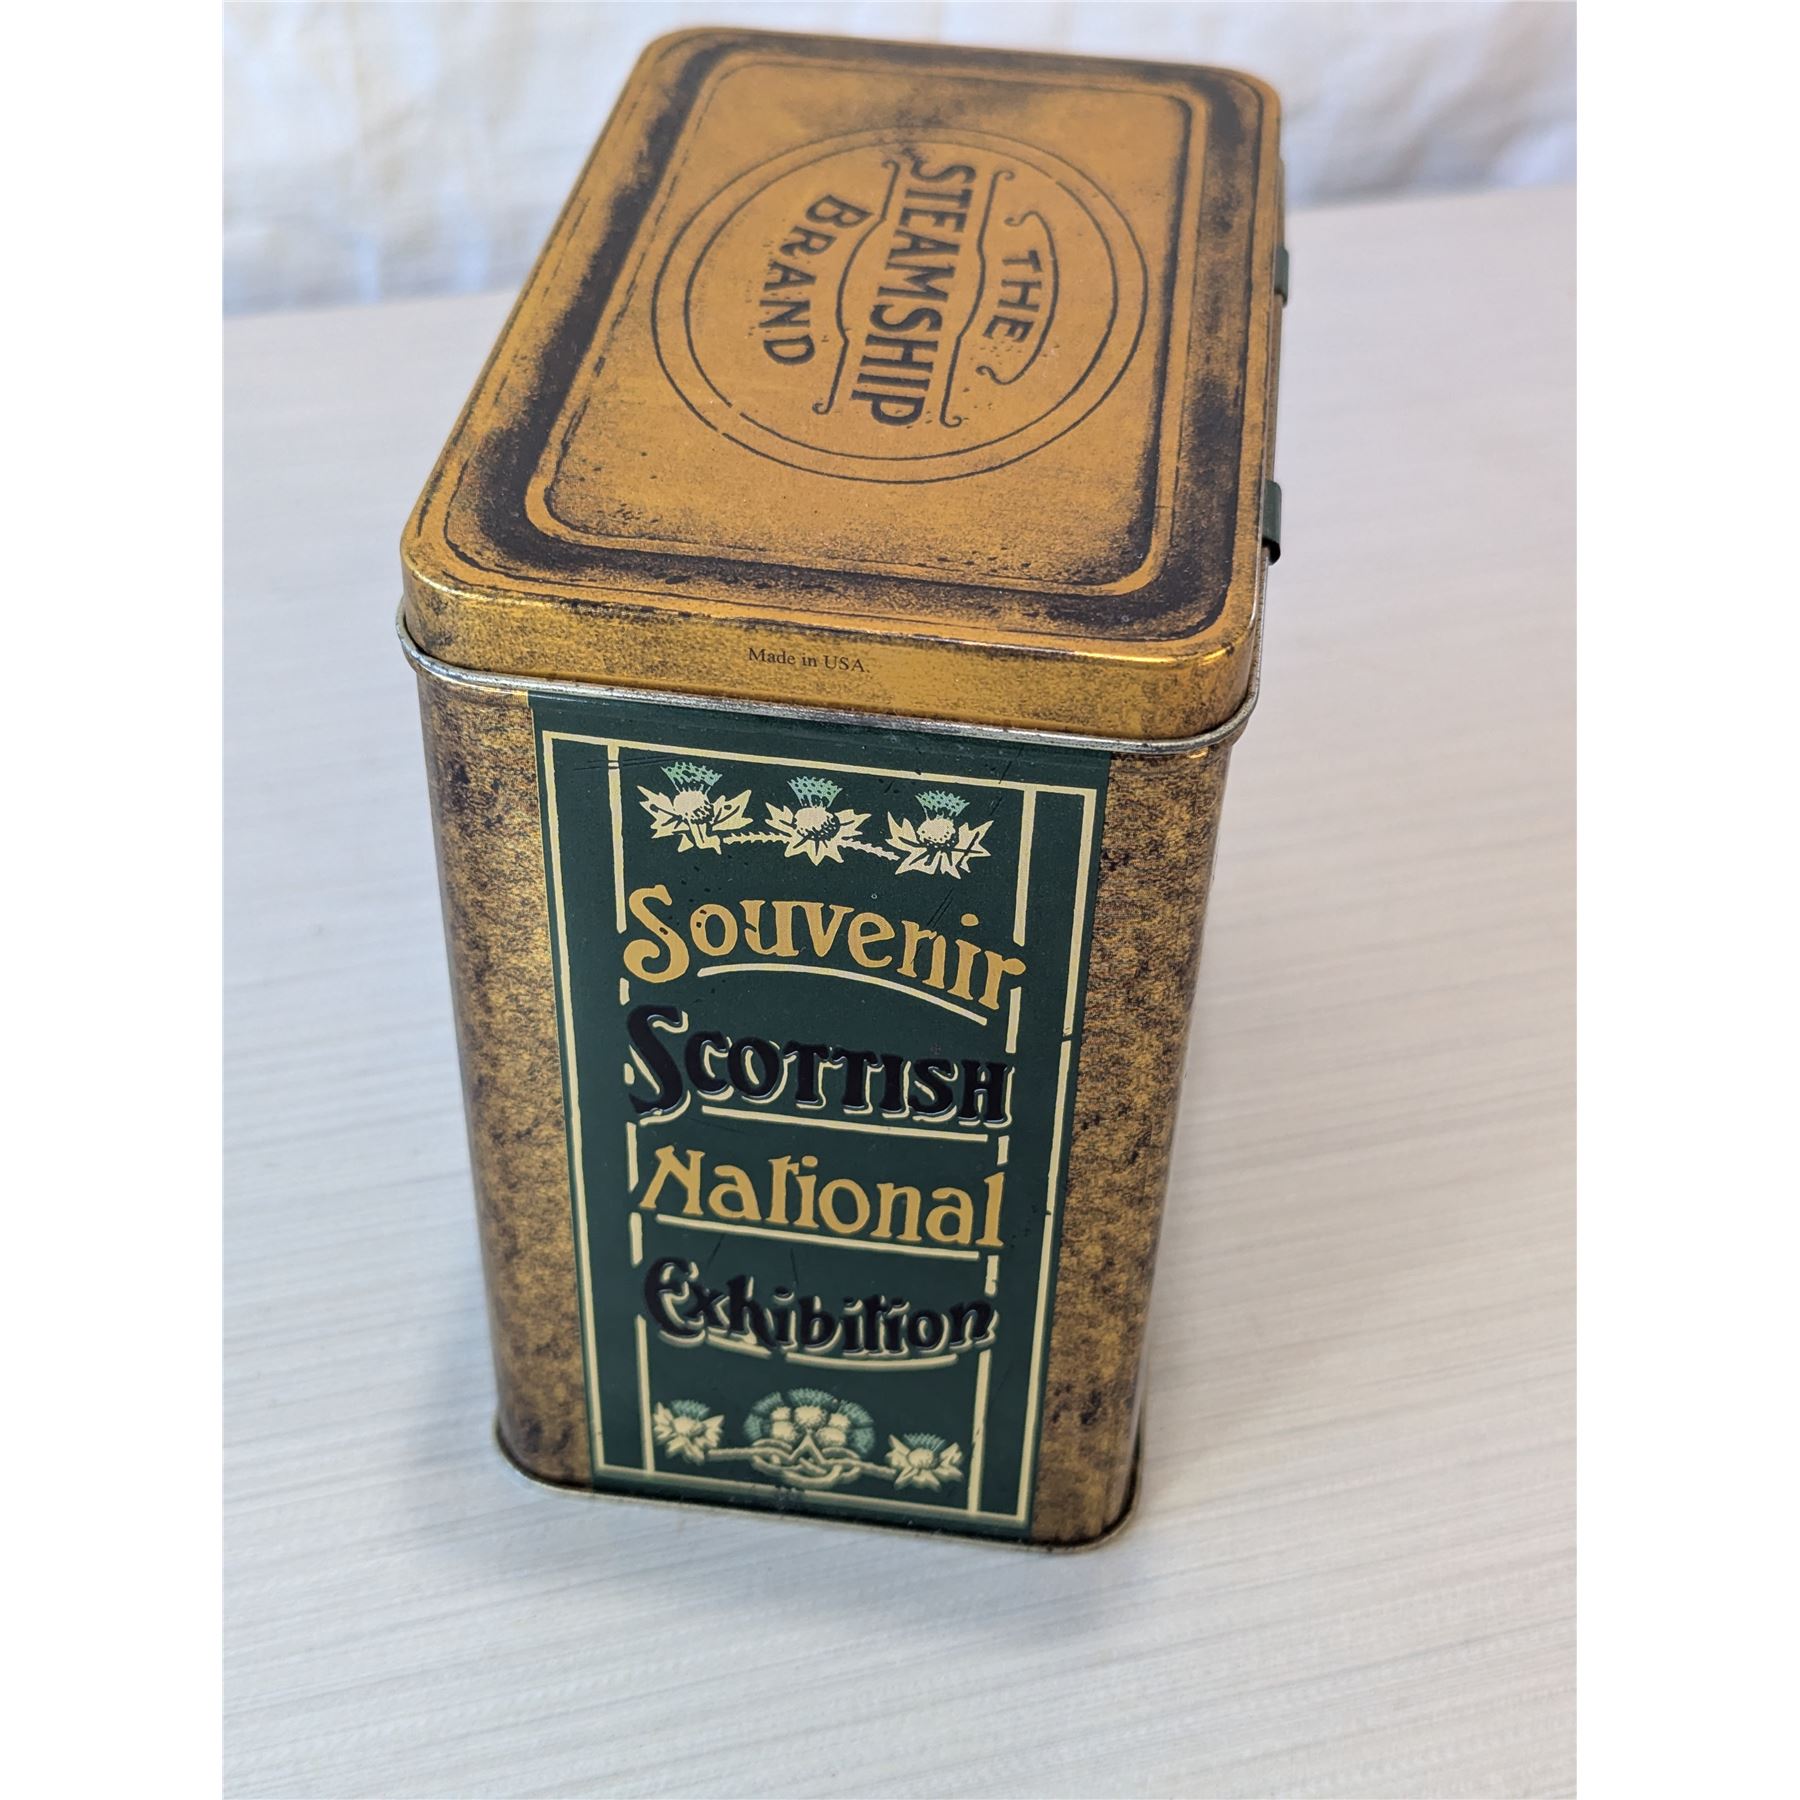 THE
STEAMSHIP
BRAND
Made in USA.
Souvenir
SCOTTISH
National
Exhibition